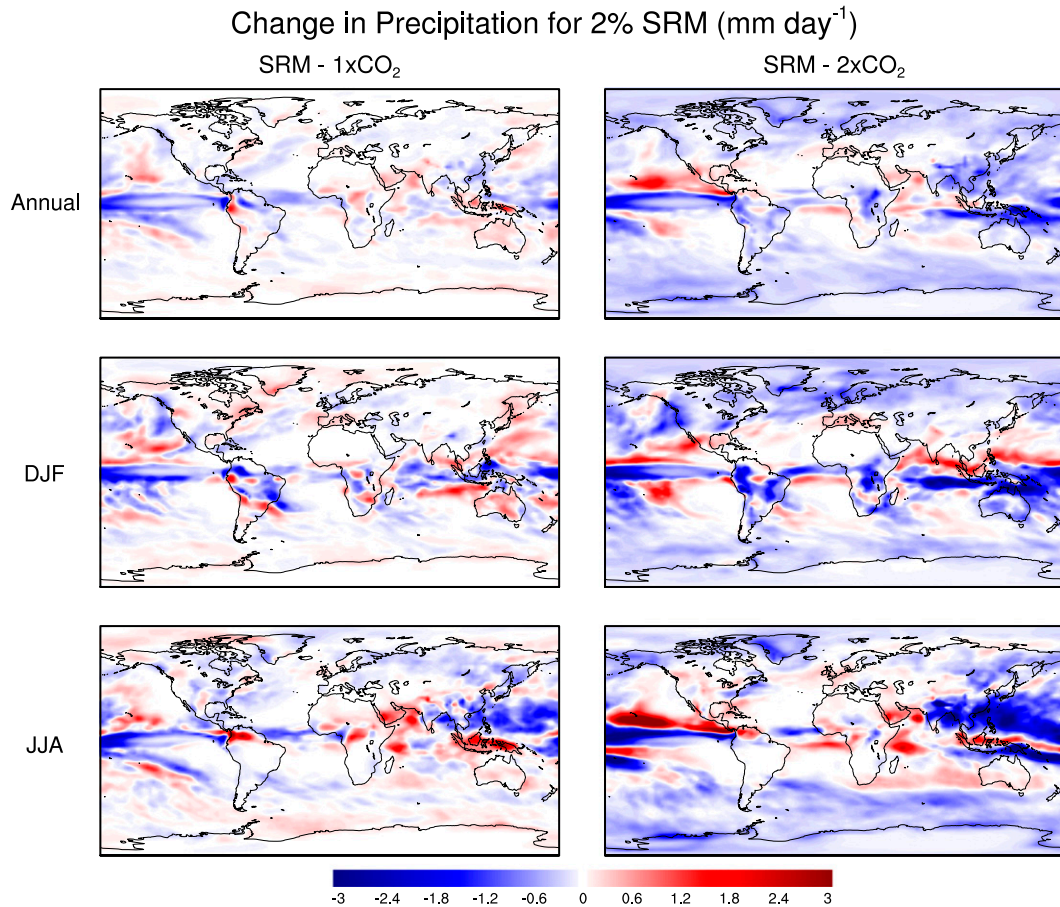 Change in Precipitation for 2% SRM (mm day⁻¹)
SRM - 1xCO₂ SRM - 2xCO₂
Annual
DJF
JJA
-3 -2.4 -1.8 -1.2 -0.6 0 0.6 1.2 1.8 2.4 3